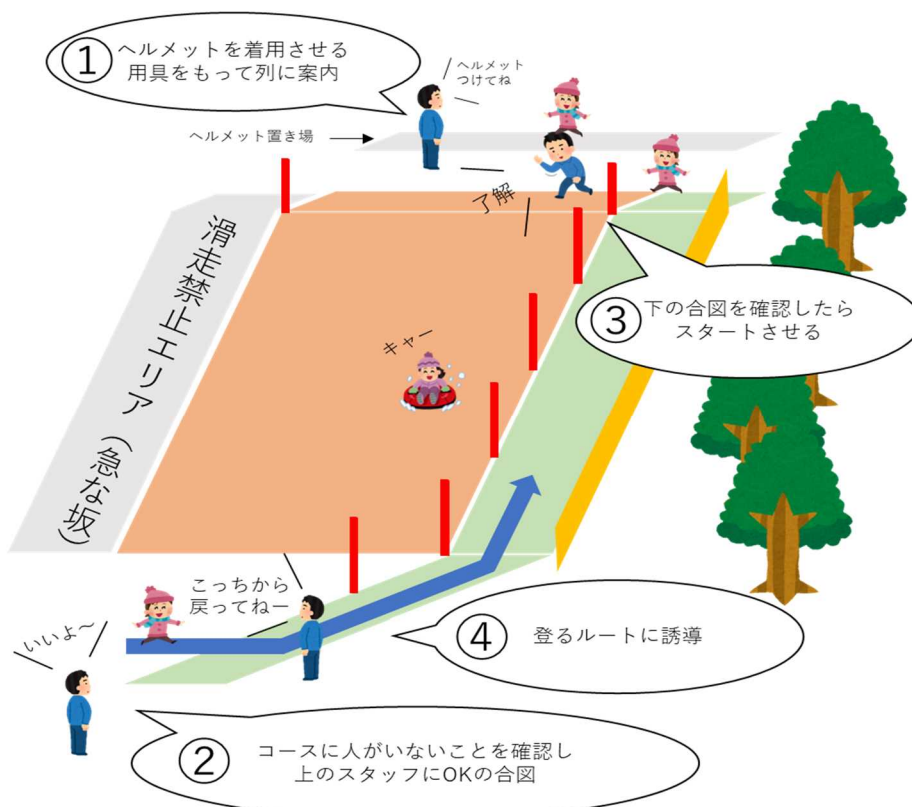 ① ヘルメットを着用させる
用具をもって列に案内
ヘルメット
つけてね
ヘルメット置き場
了解
滑走禁止エリア（急な坂）
③ 下の合図を確認したら
スタートさせる
キャー
こっちから
戻ってねー
いいよ～
④ 登るルートに誘導
② コースに人がいないことを確認し
上のスタッフにOKの合図